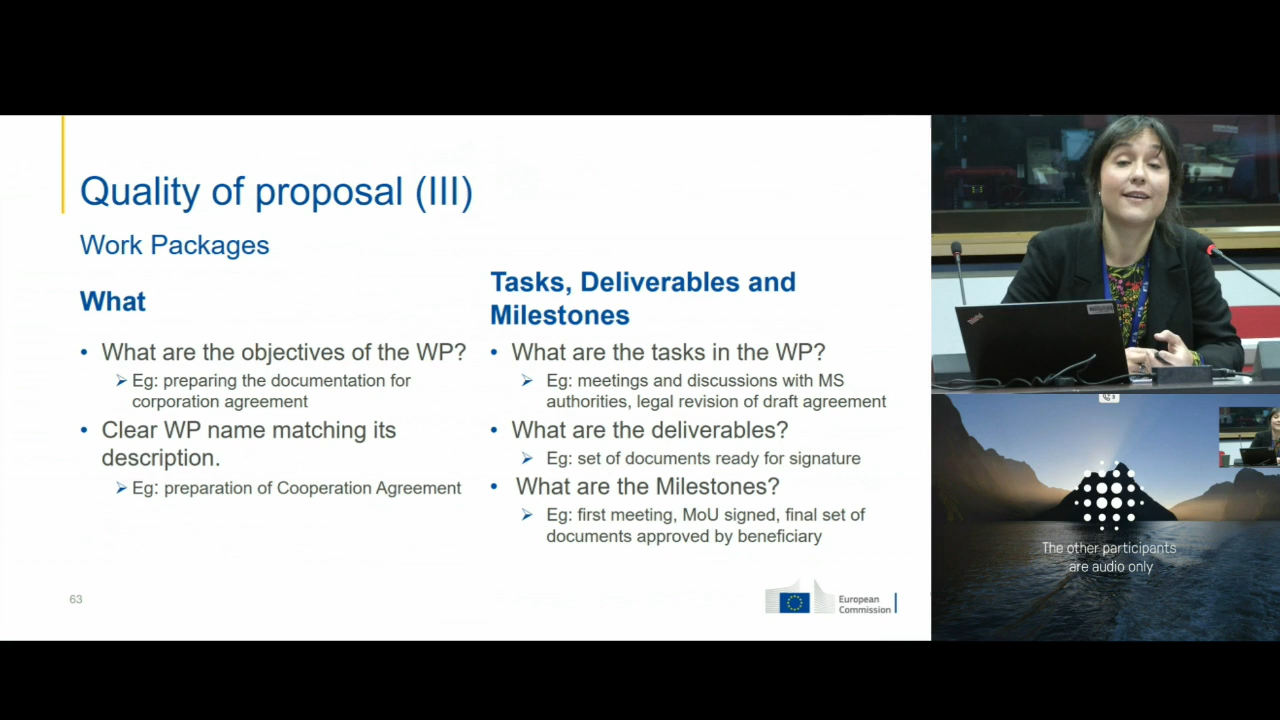 Quality of proposal (III)
Work Packages
What
• What are the objectives of the WP?
➢ Eg: preparing the documentation for
corporation agreement
• Clear WP name matching its
description.
➢ Eg: preparation of Cooperation Agreement
Tasks, Deliverables and
Milestones
• What are the tasks in the WP?
➢ Eg: meetings and discussions with MS
authorities, legal revision of draft agreement
• What are the deliverables?
➢ Eg: set of documents ready for signature
• What are the Milestones?
➢ Eg: first meeting, MoU signed, final set of
documents approved by beneficiary
63
European
Commission
The other participants
are audio only